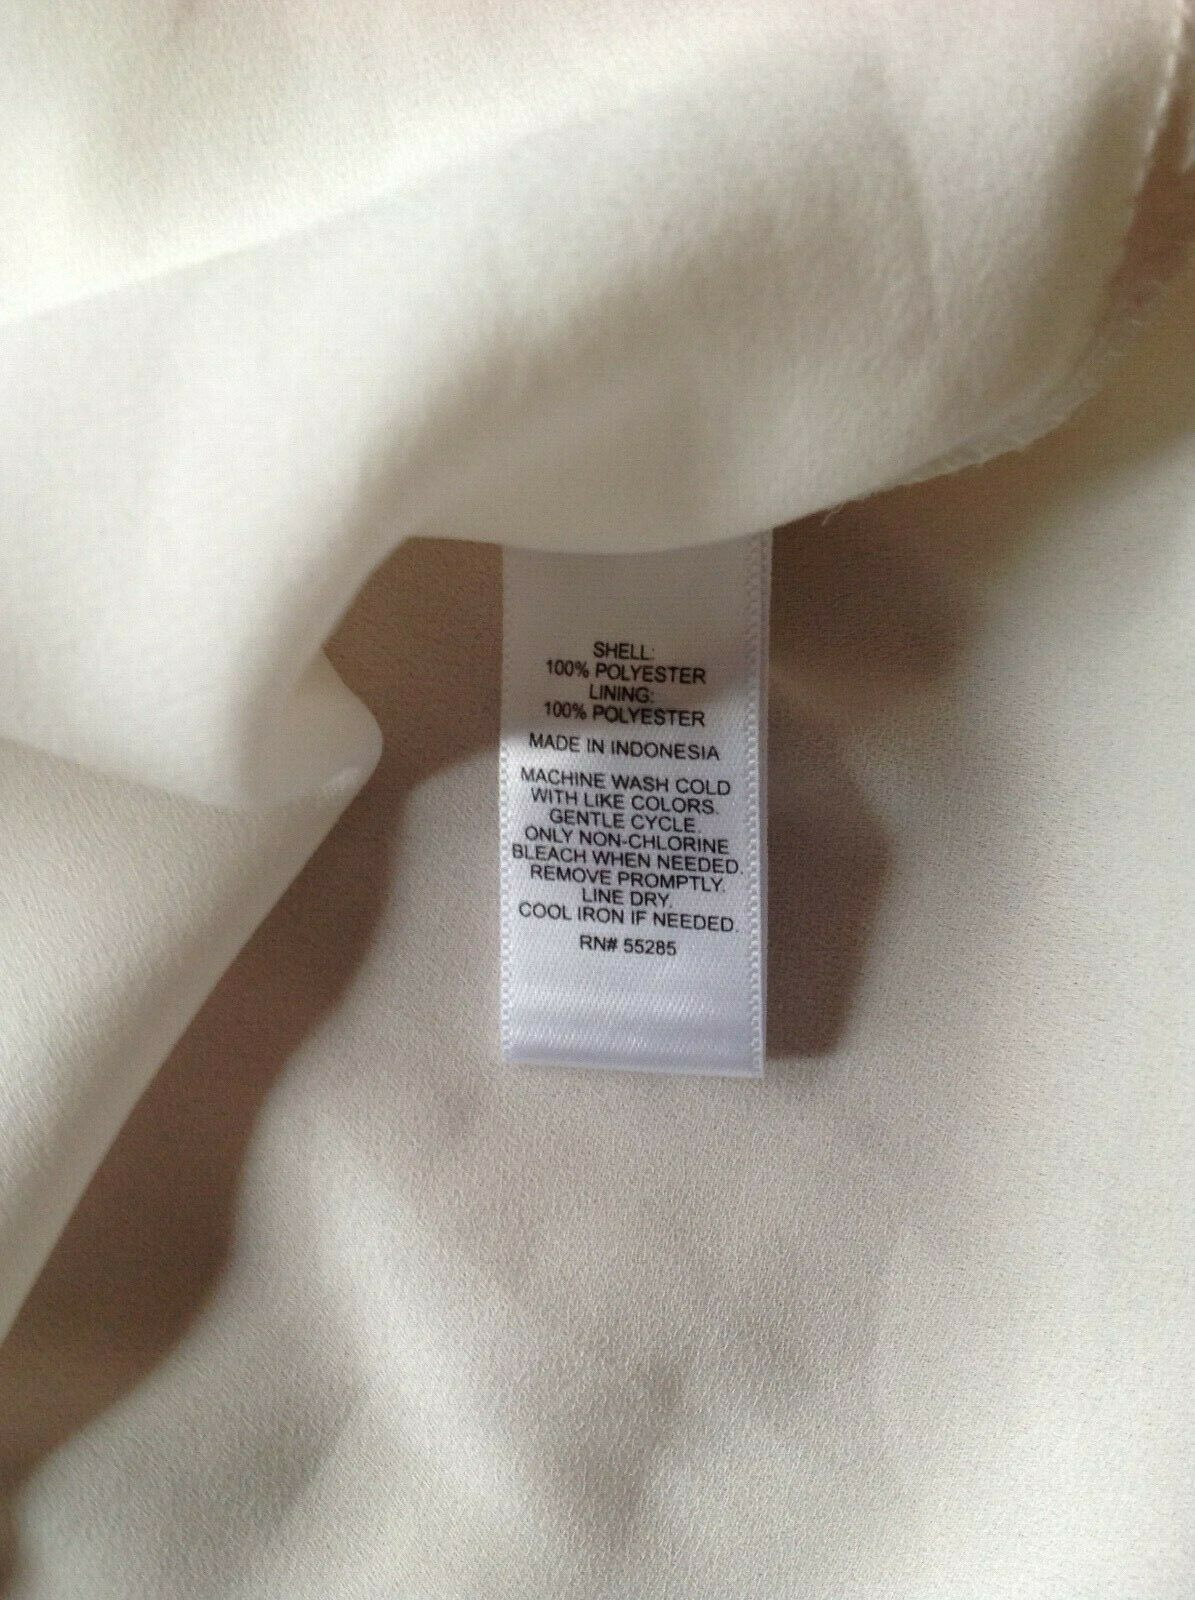 SHELL:
100% POLYESTER
LINING:
100% POLYESTER
MADE IN INDONESIA
MACHINE WASH COLD
WITH LIKE COLORS.
GENTLE CYCLE.
ONLY NON-CHLORINE
BLEACH WHEN NEEDED.
REMOVE PROMPTLY.
LINE DRY.
COOL IRON IF NEEDED.
RN# 55285